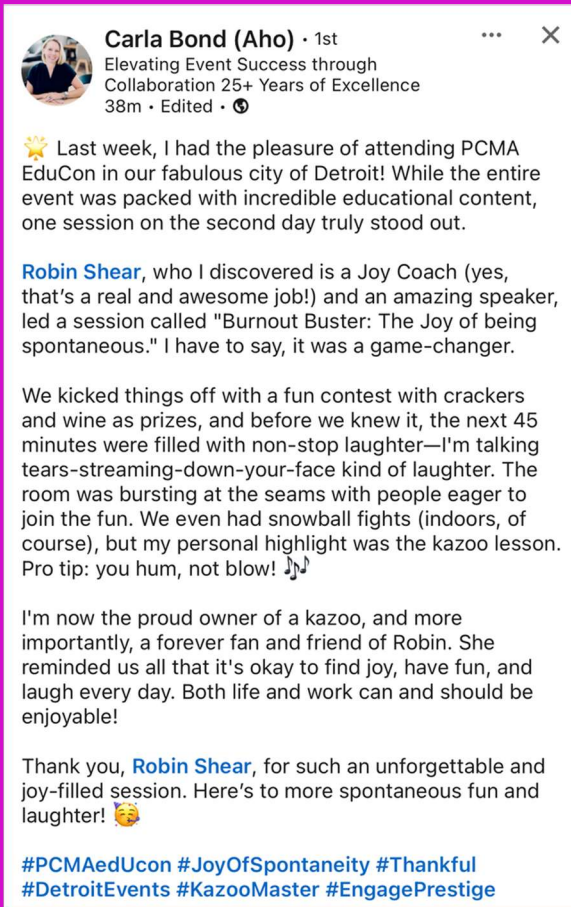 Carla Bond (Aho) · 1st
Elevating Event Success through
Collaboration 25+ Years of Excellence
38m • Edited •
🌟 Last week, I had the pleasure of attending PCMA
EduCon in our fabulous city of Detroit! While the entire
event was packed with incredible educational content,
one session on the second day truly stood out.
Robin Shear, who I discovered is a Joy Coach (yes,
that's a real and awesome job!) and an amazing speaker,
led a session called "Burnout Buster: The Joy of being
spontaneous." I have to say, it was a game-changer.
We kicked things off with a fun contest with crackers
and wine as prizes, and before we knew it, the next 45
minutes were filled with non-stop laughter—I'm talking
tears-streaming-down-your-face kind of laughter. The
room was bursting at the seams with people eager to
join the fun. We even had snowball fights (indoors, of
course), but my personal highlight was the kazoo lesson.
Pro tip: you hum, not blow! 🎶
I'm now the proud owner of a kazoo, and more
importantly, a forever fan and friend of Robin. She
reminded us all that it's okay to find joy, have fun, and
laugh every day. Both life and work can and should be
enjoyable!
Thank you, Robin Shear, for such an unforgettable and
joy-filled session. Here's to more spontaneous fun and
laughter! 🥳
#PCMAedUcon #JoyOfSpontaneity #Thankful
#DetroitEvents #KazooMaster #EngagePrestige